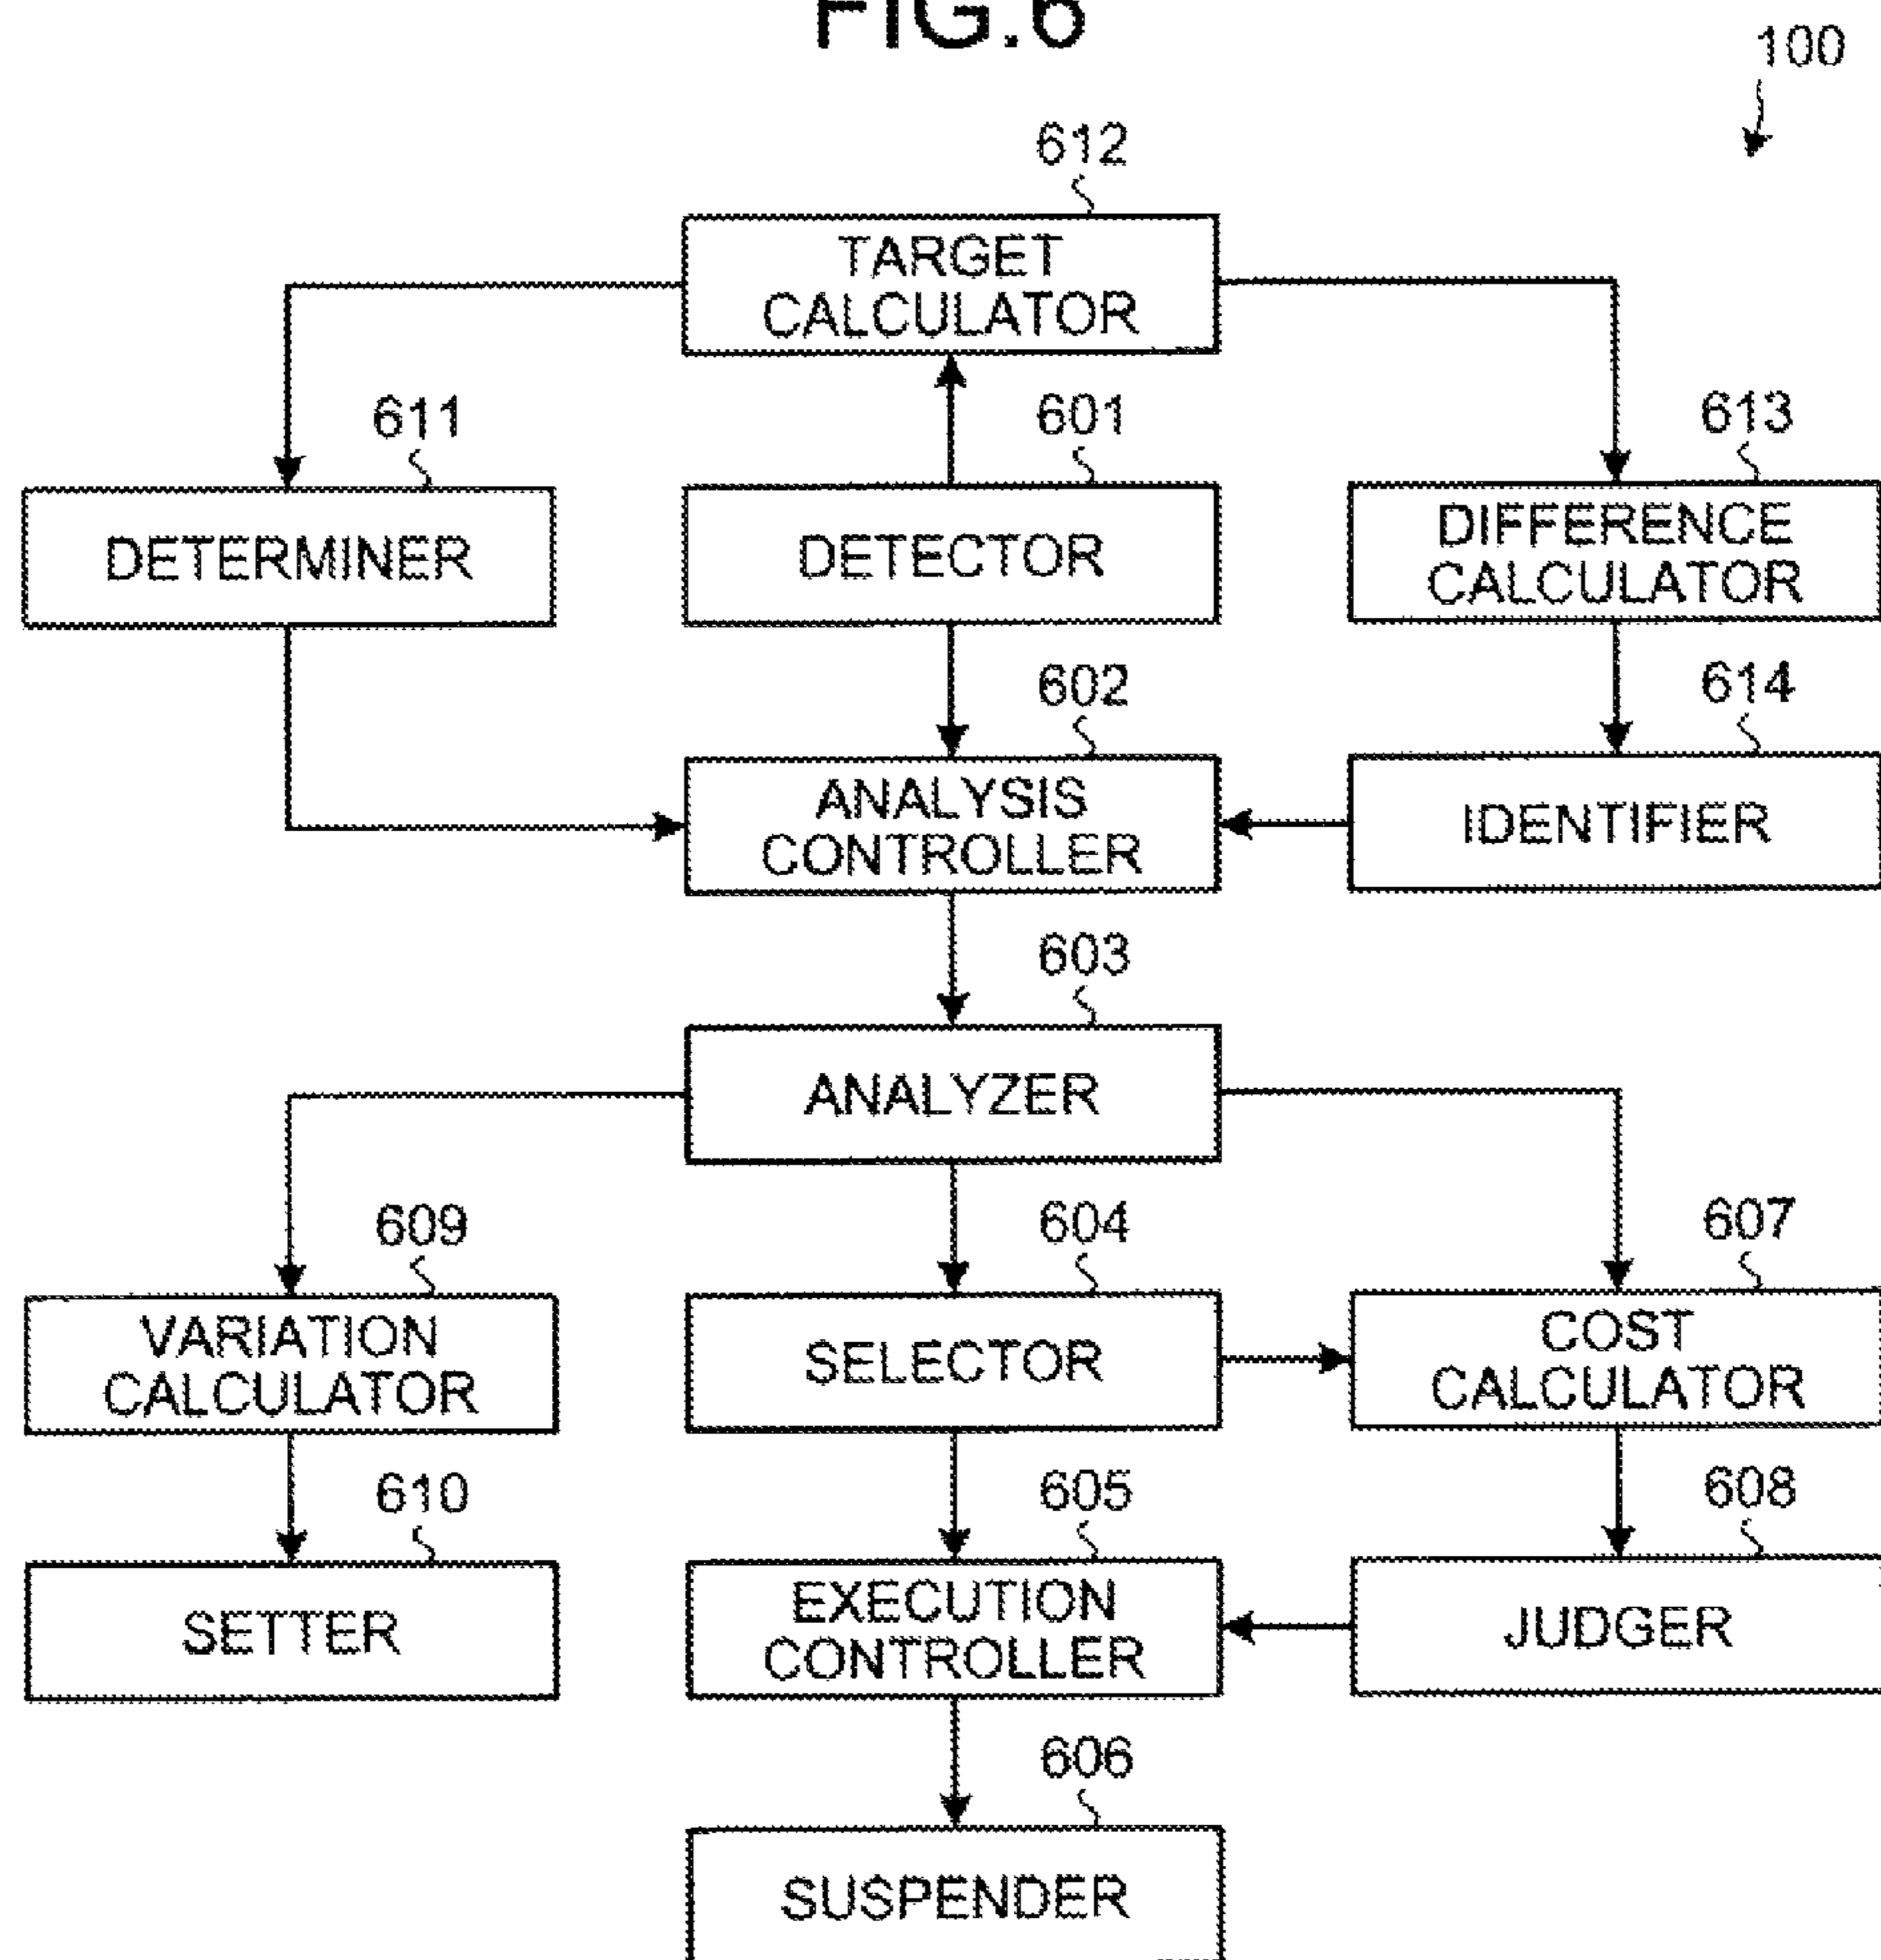 FIG.6
100
612
TARGET
CALCULATOR
611
601
613
DETERMINER
DETECTOR
DIFFERENCE
CALCULATOR
602
614
ANALYSIS
CONTROLLER
IDENTIFIER
603
ANALYZER
609
604
607
VARIATION
CALCULATOR
SELECTOR
COST
CALCULATOR
610
605
608
SETTER
EXECUTION
CONTROLLER
JUDGER
606
SUSPENDER